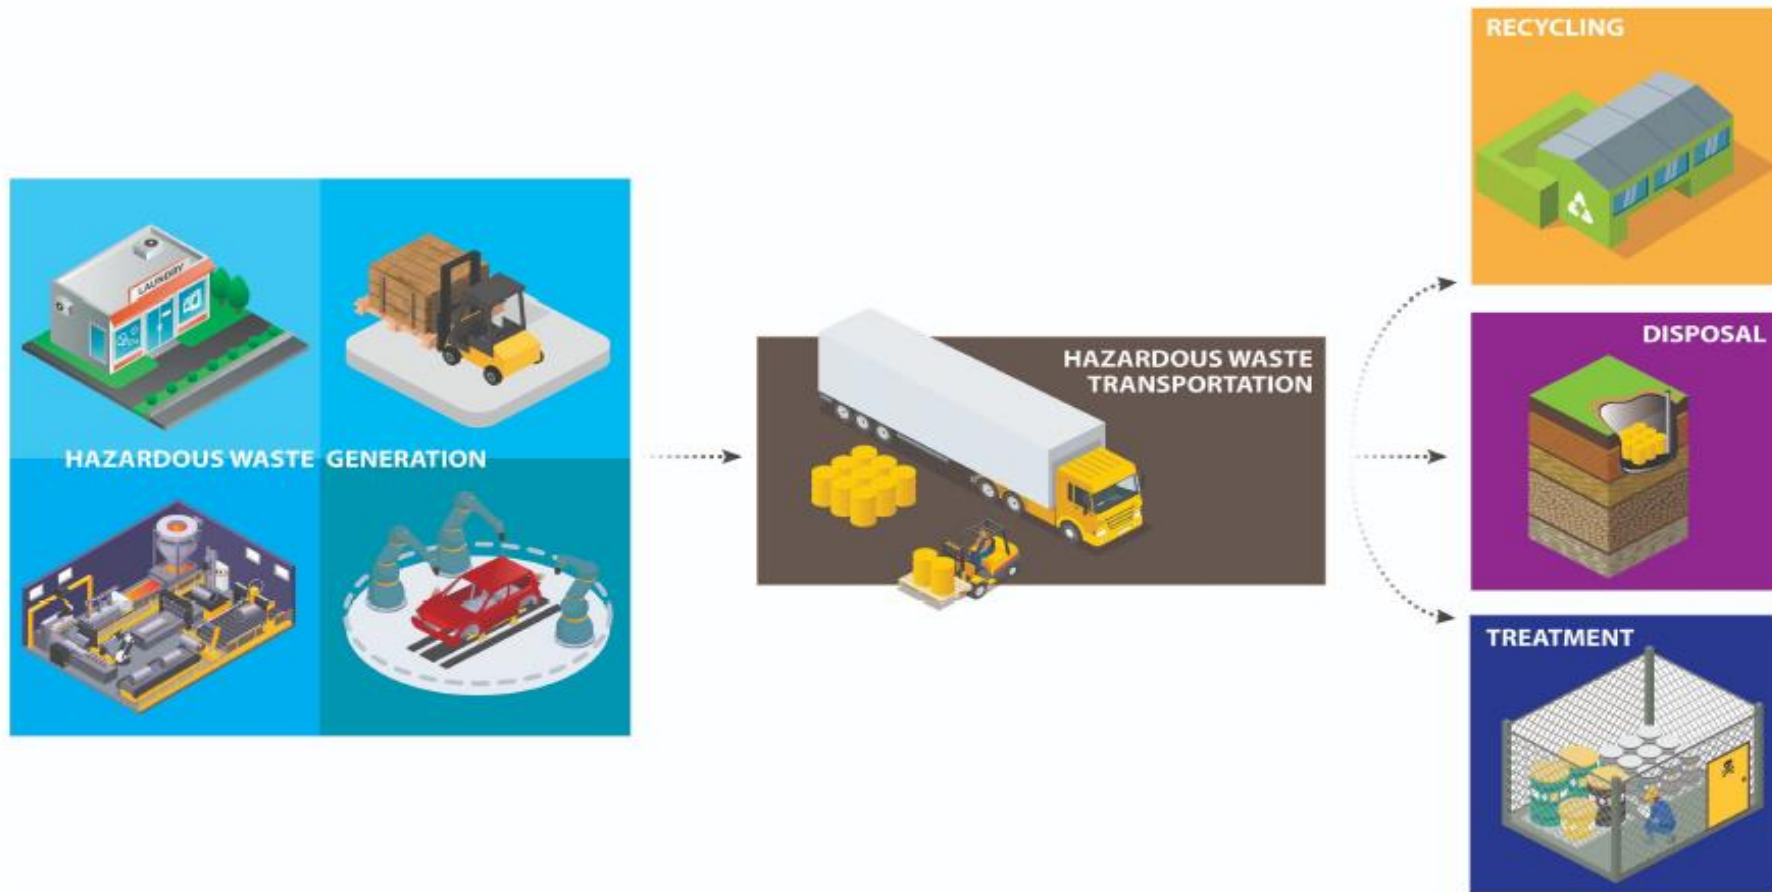 LAUNDRY
HAZARDOUS WASTE GENERATION
HAZARDOUS WASTE
TRANSPORTATION
RECYCLING
DISPOSAL
TREATMENT